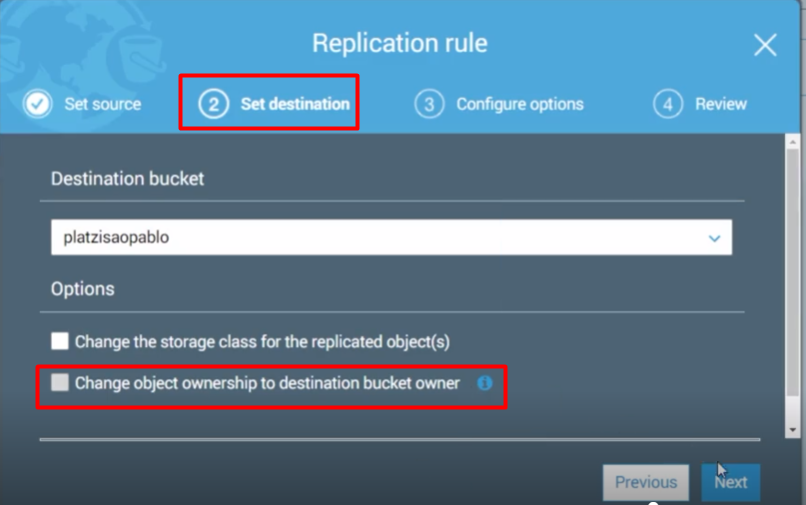 Replication rule
Set source
2 Set destination
3 Configure options
4 Review
Destination bucket
platzisaopablo
Options
Change the storage class for the replicated object(s)
Change object ownership to destination bucket owner
Previous
Next